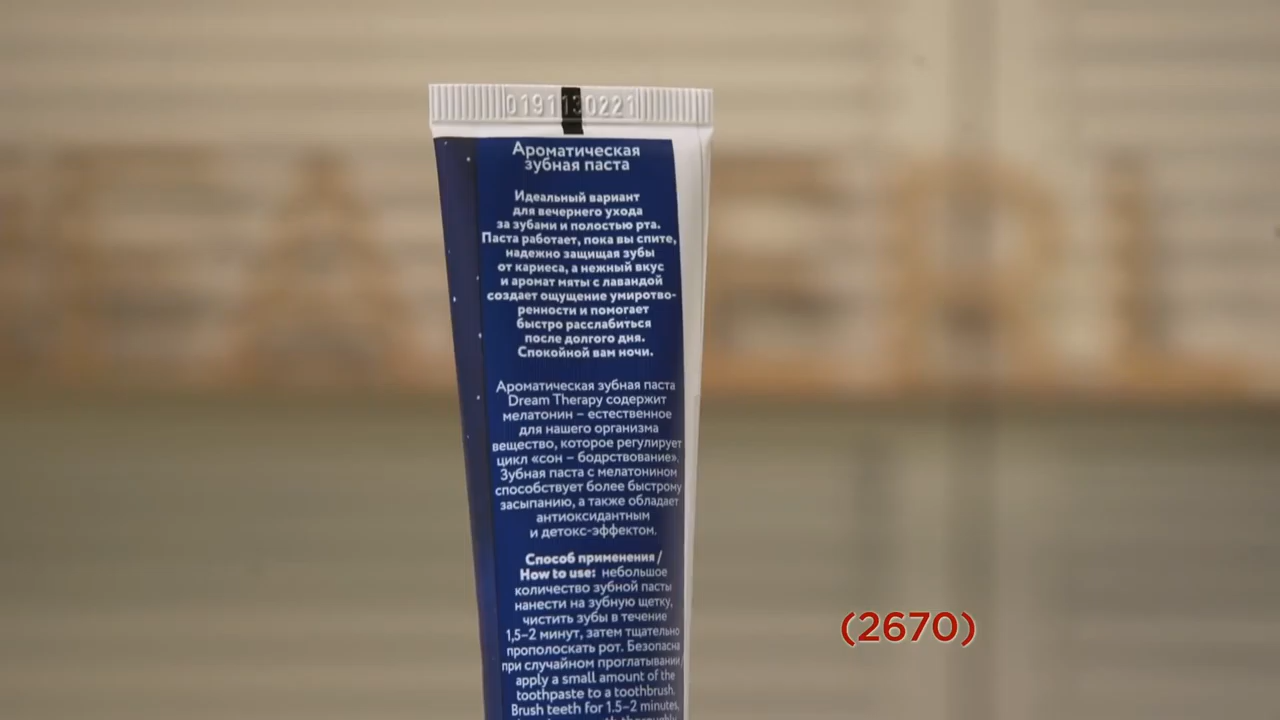 0191130221
Ароматическая
зубная паста
Идеальный вариант
для вечернего ухода
за зубами и полостью рта.
Паста работает, пока вы спите,
надежно защищая зубы
от кариеса, а нежный вкус
и аромат мяты с лавандой
создает ощущение умиротво-
ренности и помогает
быстро расслабиться
после долгого дня.
Спокойной вам ночи.
Ароматическая зубная паста
Dream Therapy содержит
мелатонин – естественное
для нашего организма
вещество, которое регулирует
цикл «сон – бодрствование».
Зубная паста с мелатонином
способствует более быстрому
засыпанию, а также обладает
антиоксидантным
и детокс-эффектом.
Способ применения /
How to use: небольшое
количество зубной пасты
нанести на зубную щетку,
чистить зубы в течение
1,5–2 минут, затем тщательно
прополоскать рот. Безопасна
при случайном проглатывании/
apply a small amount of the
toothpaste to a toothbrush.
Brush teeth for 1.5–2 minutes,
(2670)